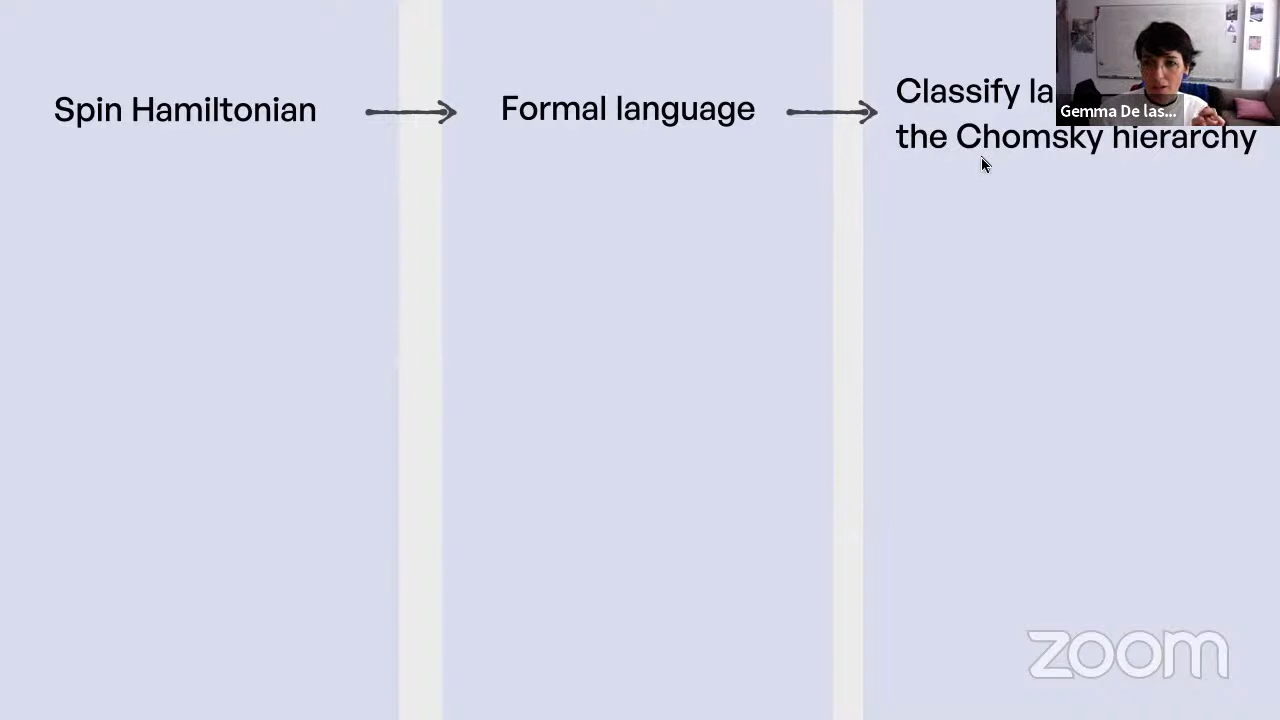 Spin Hamiltonian
Formal language
Classify la
the Chomsky hierarchy
Gemma De las...
zoom